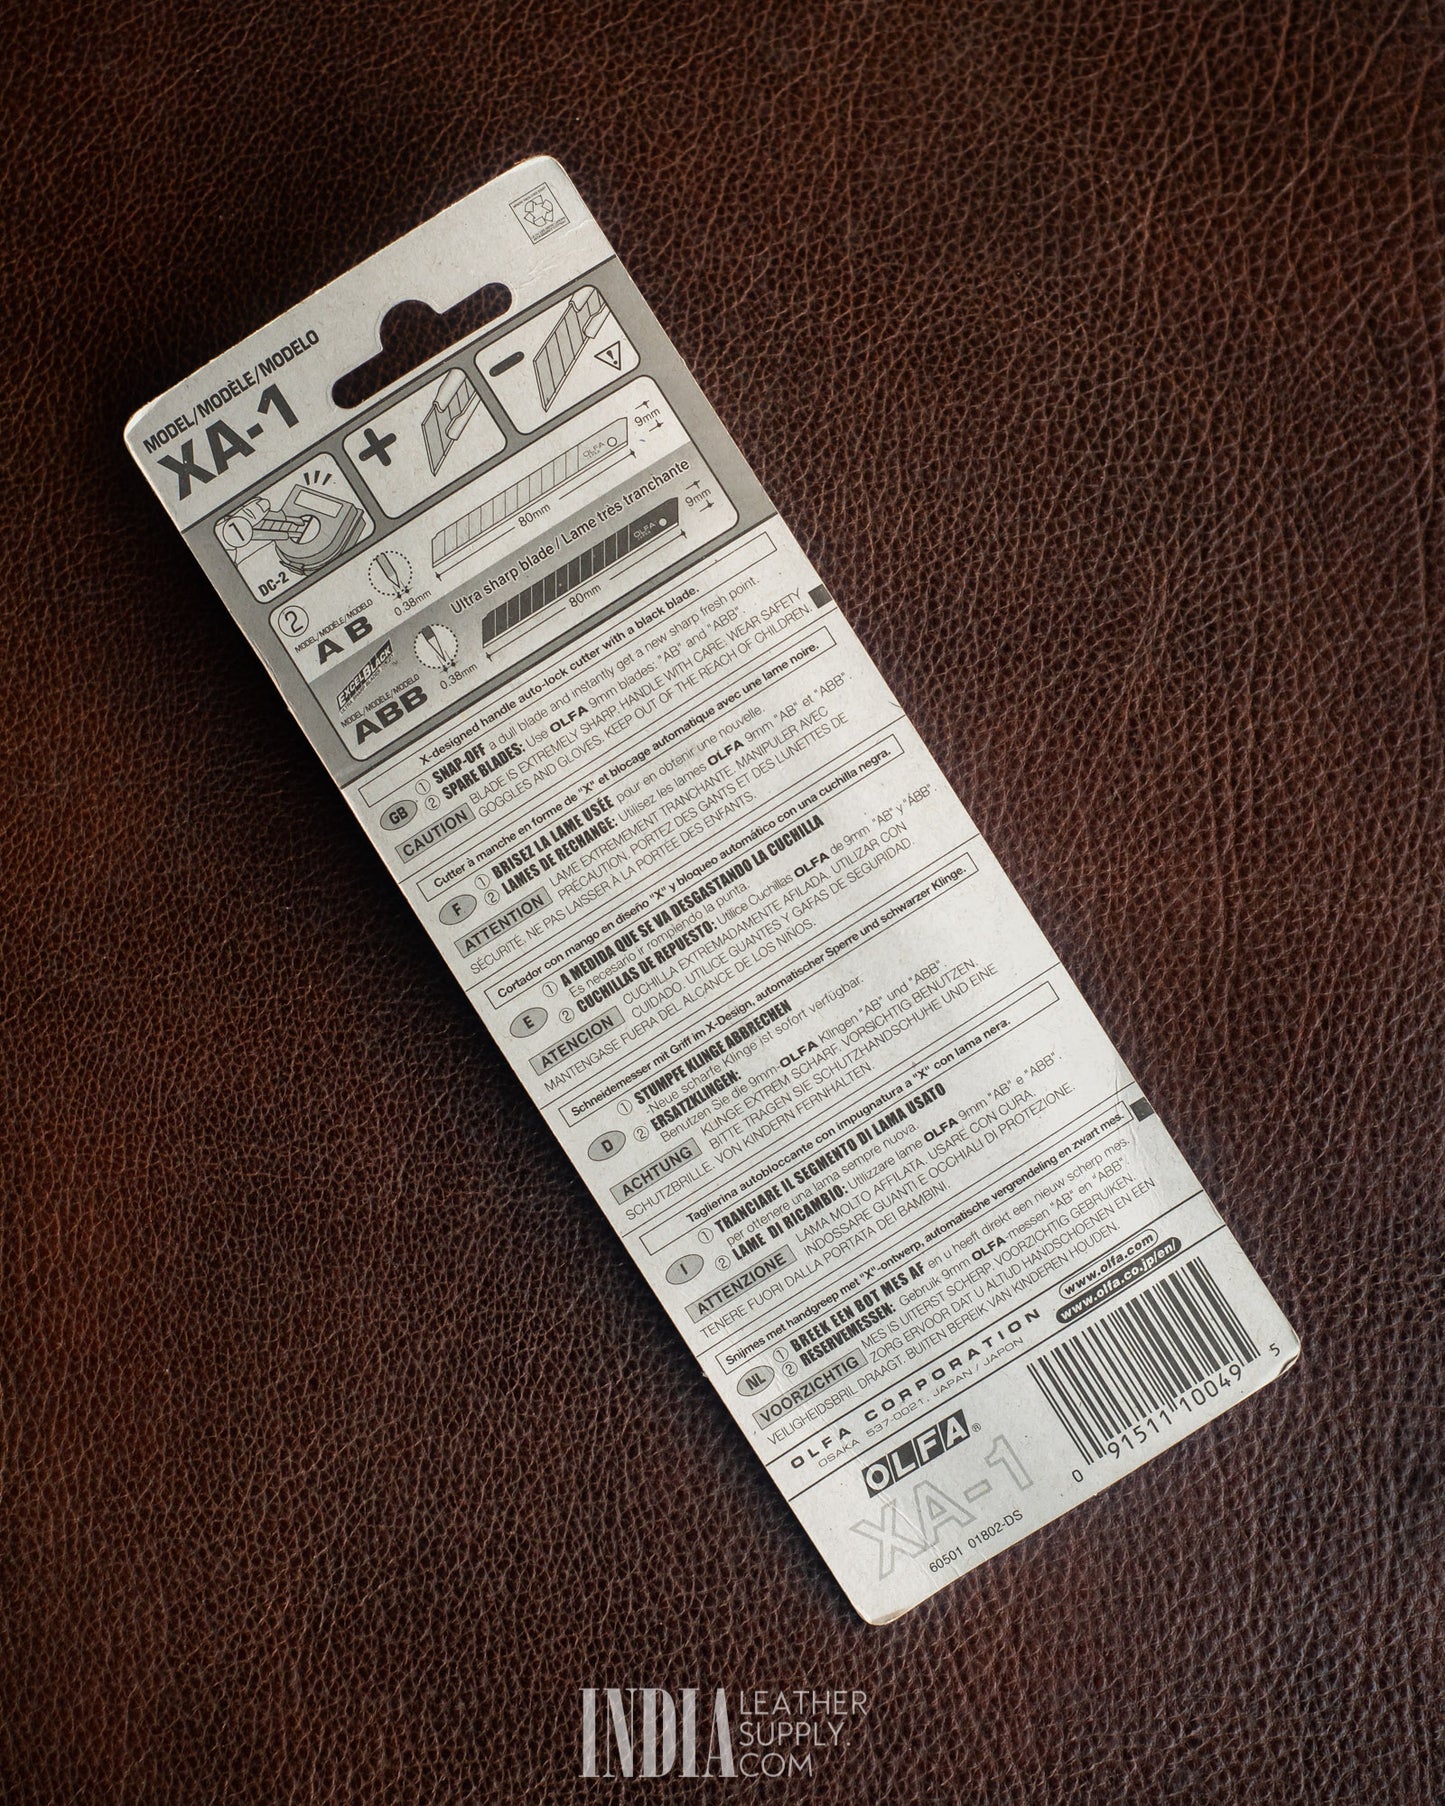 MODEL/MODÈLE/MODELO
XA-1
1
DC-2
+
-
2
MODEL/MODÈLE/MODELO
AB
0.38mm
80mm
9mm
OLFA
Ultra sharp blade / Lame très tranchante
EXCELBLACK
MODEL/MODÈLE/MODELO
ABB
0.38mm
80mm
9mm
OLFA
X-designed handle auto-lock cutter with a black blade.
GB
① SNAP-OFF a dull blade and instantly get a new sharp fresh point.
② SPARE BLADES: Use OLFA 9mm blades: "AB" and "ABB".
CAUTION BLADE IS EXTREMELY SHARP. HANDLE WITH CARE. WEAR SAFETY
GOGGLES AND GLOVES. KEEP OUT OF THE REACH OF CHILDREN.
Cutter à manche en forme de "X" et blocage automatique avec une lame noire.
F
① BRISEZ LA LAME USÉE pour en obtenir une nouvelle.
② LAMES DE RECHANGE: Utilisez les lames OLFA 9mm "AB" et "ABB".
ATTENTION LAME EXTREMEMENT TRANCHANTE. MANIPULER AVEC
PRÉCAUTION. PORTEZ DES GANTS ET DES LUNETTES DE
SÉCURITE. NE PAS LAISSER À LA PORTÉE DES ENFANTS.
Cortador con mango en diseño "X" y bloqueo automático con una cuchilla negra.
E
① A MEDIDA QUE SE VA DESGASTANDO LA CUCHILLA
Es necesario ir rompiendo la punta.
② CUCHILLAS DE REPUESTO: Utilice Cuchillas OLFA de 9mm "AB" y "ABB".
ATENCION CUCHILLA EXTREMADAMENTE AFILADA. UTILIZAR CON
CUIDADO. UTILICE GUANTES Y GAFAS DE SEGURIDAD.
MANTENGASE FUERA DEL ALCANCE DE LOS NIÑOS.
Schneidemesser mit Griff im X-Design, automatischer Sperre und schwarzer Klinge.
D
① STUMPFE KLINGE ABBRECHEN
-Neue scharfe Klinge ist sofort verfügbar.
② ERSATZKLINGEN:
Benutzen Sie die 9mm-OLFA Klingen "AB" und "ABB".
ACHTUNG KLINGE EXTREM SCHARF. VORSICHTIG BENUTZEN.
BITTE TRAGEN SIE SCHUTZHANDSCHUHE UND EINE
SCHUTZBRILLE. VON KINDERN FERNHALTEN.
Taglierina autobloccante con impugnatura a "X" con lama nera.
I
① TRANCIARE IL SEGMENTO DI LAMA USATO
per ottenere una lama sempre nuova.
② LAME DI RICAMBIO: Utilizzare lame OLFA 9mm "AB" e "ABB".
ATTENZIONE LAMA MOLTO AFFILATA. USARE CON CURA.
INDOSSARE GUANTI E OCCHIALI DI PROTEZIONE.
TENERE FUORI DALLA PORTATA DEI BAMBINI.
Snijmes met handgreep met "X"-ontwerp, automatische vergrendeling en zwart mes.
NL
① BREEK EEN BOT MES AF en u heeft direkt een nieuw scherp mes.
② RESERVEMESSEN: Gebruik 9mm OLFA-messen "AB" en "ABB".
VOORZICHTIG MES IS UITERST SCHERP. VOORZICHTIG GEBRUIKEN.
ZORG ERVOOR DAT U ALTIJD HANDSCHOENEN EN EEN
VEILIGHEIDSBRIL DRAAGT. BUITEN BEREIK VAN KINDEREN HOUDEN.
OLFA CORPORATION
OSAKA 537-0021, JAPAN / JAPON
www.olfa.com
www.olfa.co.jp/en/
OLFA®
XA-1
60501 01802-DS
0 91511 10049 5
INDIA LEATHER SUPPLY.COM